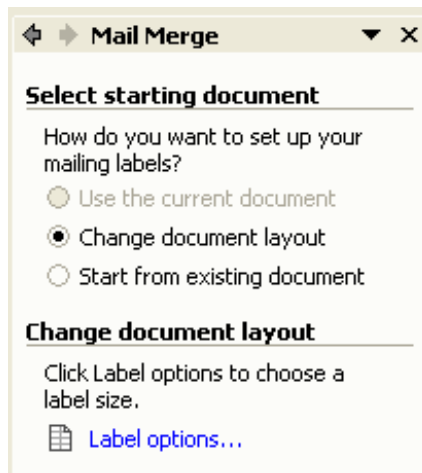 Mail Merge
Select starting document
How do you want to set up your
mailing labels?
Use the current document
Change document layout
Start from existing document
Change document layout
Click Label options to choose a
label size.
Label options...